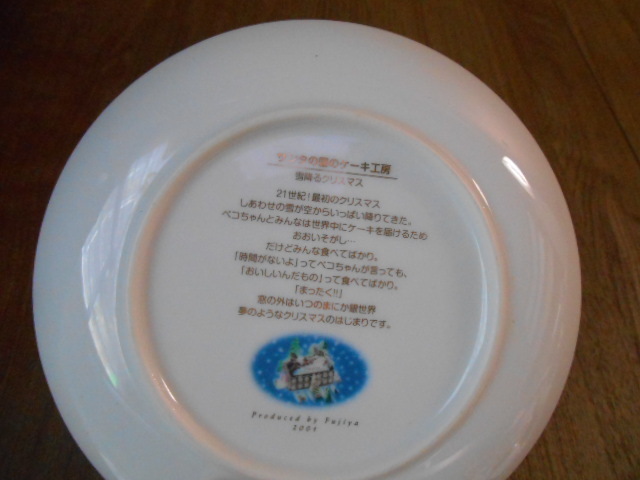 サンタの森のケーキ工房
雪降るクリスマス
21世紀！最初のクリスマス
しあわせの雪が空からいっぱい降りてきた。
ペコちゃんとみんなは世界中にケーキを届けるため
おおいそがし…
だけどみんな食べてばかり。
「時間がないよ」ってペコちゃんが言っても、
「おいしいんだもの」って食べてばかり。
「まったく!!」
窓の外はいつのまにか銀世界
夢のようなクリスマスのはじまりです。
Produced by Fujiya
2001